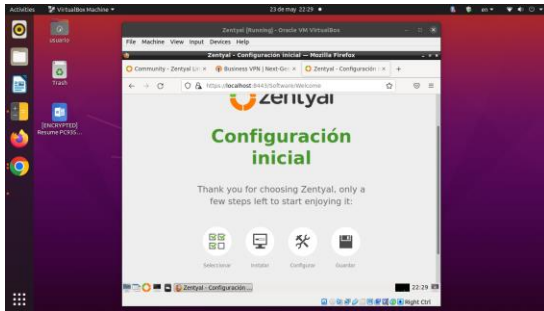 Activities VirtualBox Machine 23 de may 22:29 en
usuario
Trash
[ENCRYPTED]
Resume PC935...
Zentyal [Running] - Oracle VM VirtualBox
File Machine View Input Devices Help
Zentyal - Configuración inicial — Mozilla Firefox
Community - Zentyal Lin Business VPN | Next-Gen Zentyal - Configuración
https://localhost:8443/Software/Welcome
zentyal
Configuración
inicial
Thank you for choosing Zentyal, only a
few steps left to start enjoying it:
Seleccionar Instalar Configurar Guardar
Zentyal - Configuración ... 22:29
Right Ctrl